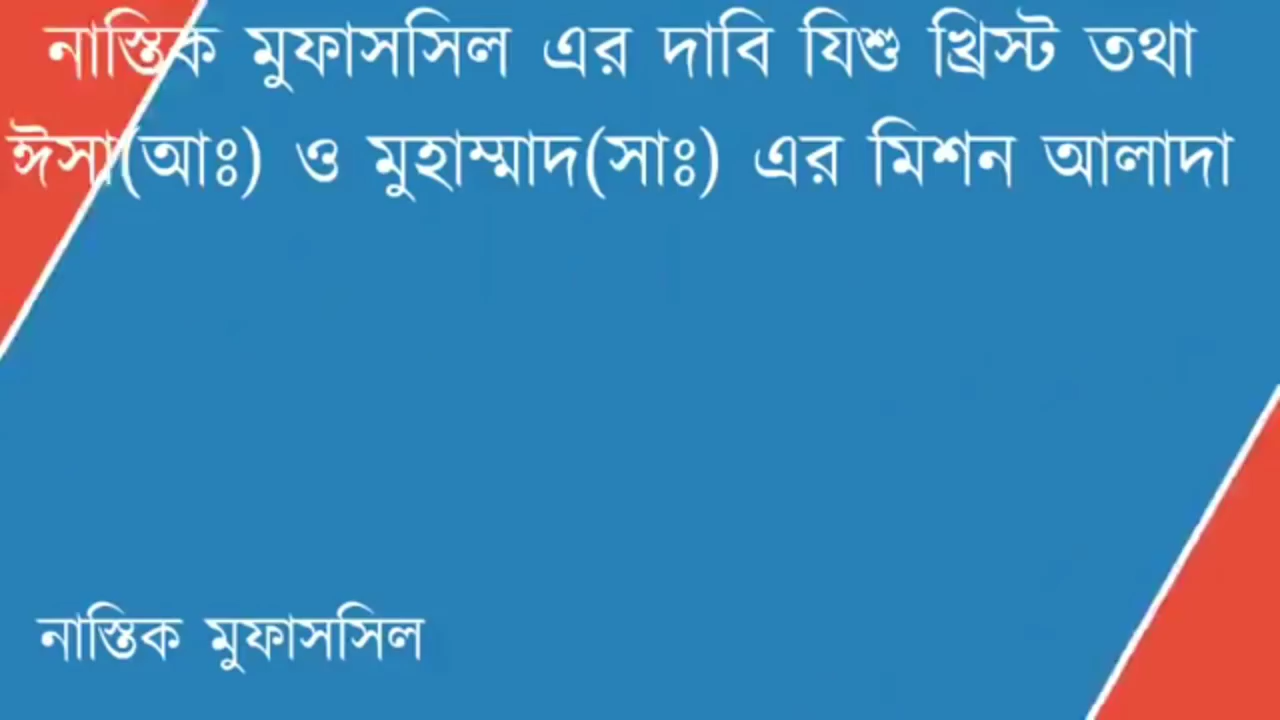 নাস্তিক মুফাসসিল এর দাবি যিশু খ্রিস্ট তথা
ঈসা(আঃ) ও মুহাম্মাদ(সাঃ) এর মিশন আলাদা
নাস্তিক মুফাসসিল